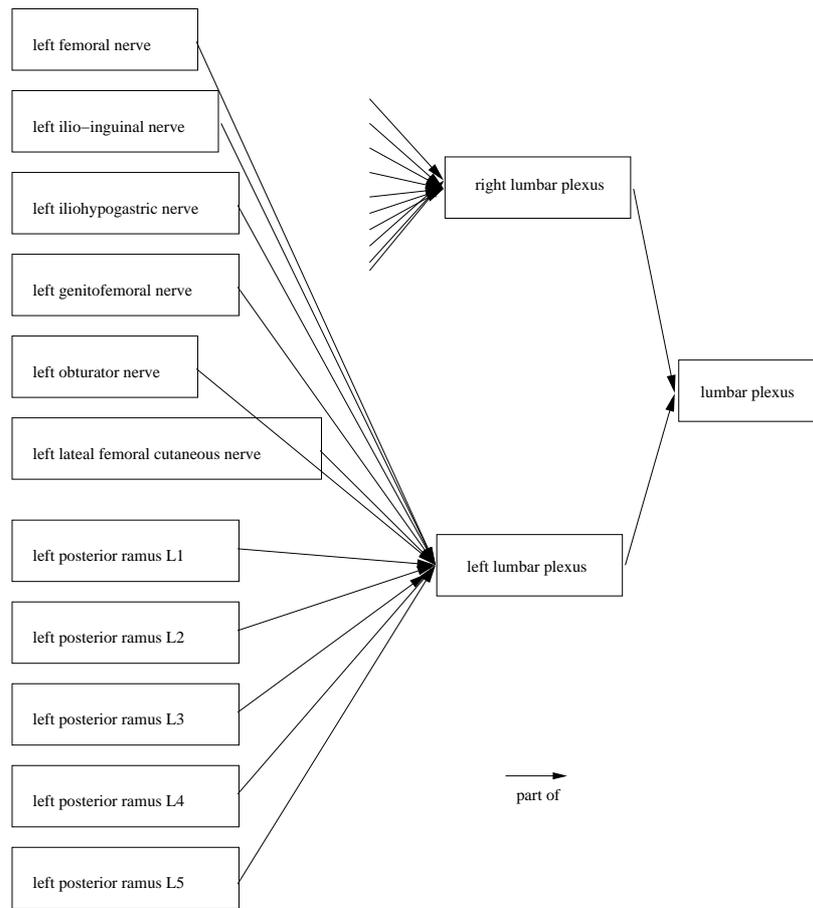 left femoral nerve
left ilio−inguinal nerve
left iliohypogastric nerve
left genitofemoral nerve
left obturator nerve
left lateal femoral cutaneous nerve
left posterior ramus L1
left posterior ramus L2
left posterior ramus L3
left posterior ramus L4
left posterior ramus L5
right lumbar plexus
left lumbar plexus
lumbar plexus
part of